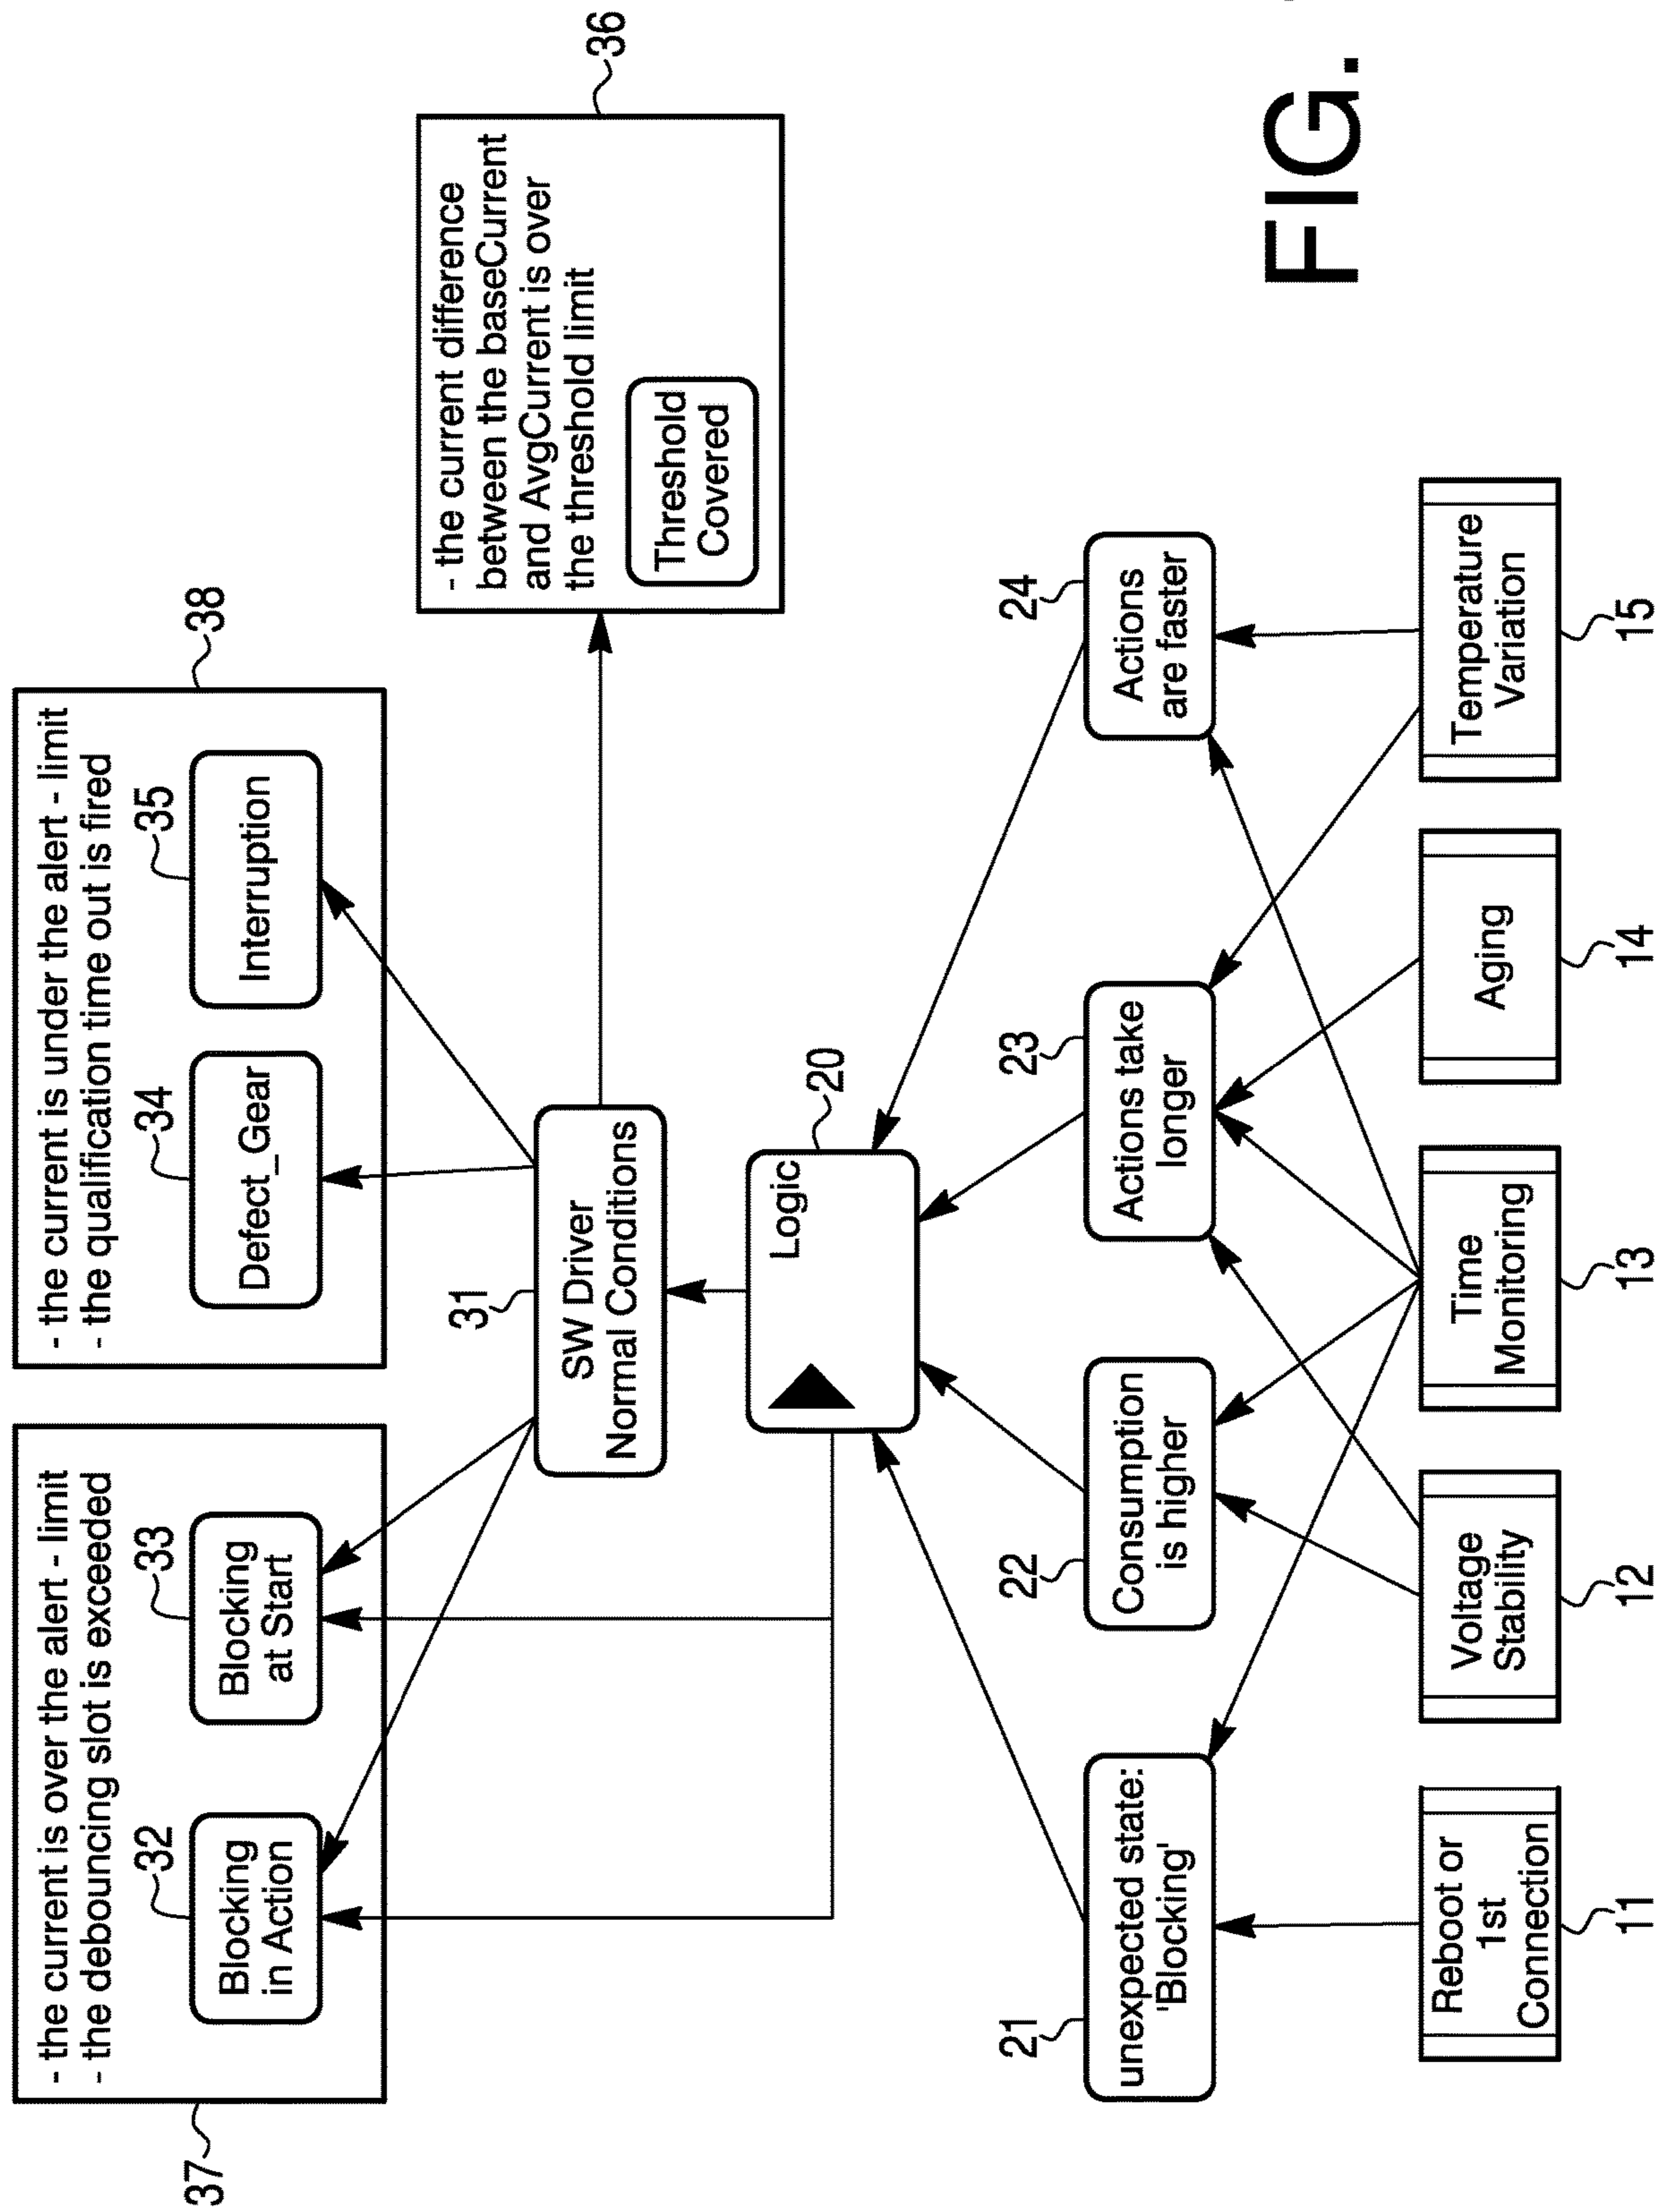 37
- the current is over the alert - limit
- the debouncing slot is exceeded
32
Blocking
in Action
33
Blocking
at Start
38
- the current is under the alert - limit
- the qualification time out is fired
34
Defect_Gear
35
Interruption
31
SW Driver
Normal Conditions
36
- the current difference
between the baseCurrent
and AvgCurrent is over
the threshold limit
Threshold
Covered
Logic
20
21
unexpected state:
'Blocking'
22
Consumption
is higher
23
Actions take
longer
24
Actions
are faster
Reboot or
1st
Connection
11
Voltage
Stability
12
Time
Monitoring
13
Aging
14
Temperature
Variation
15
FIG.